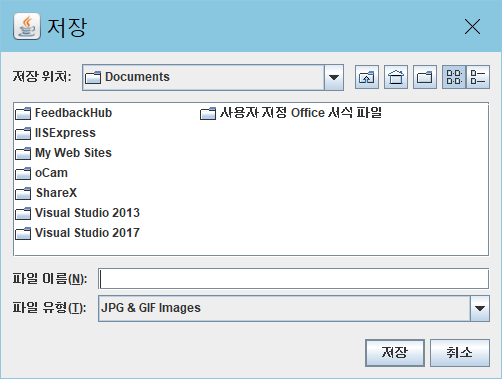 저장
저장 위치: Documents
FeedbackHub
IISExpress
My Web Sites
oCam
ShareX
Visual Studio 2013
Visual Studio 2017
사용자 지정 Office 서식 파일
파일 이름(N):
파일 유형(T): JPG & GIF Images
저장 취소